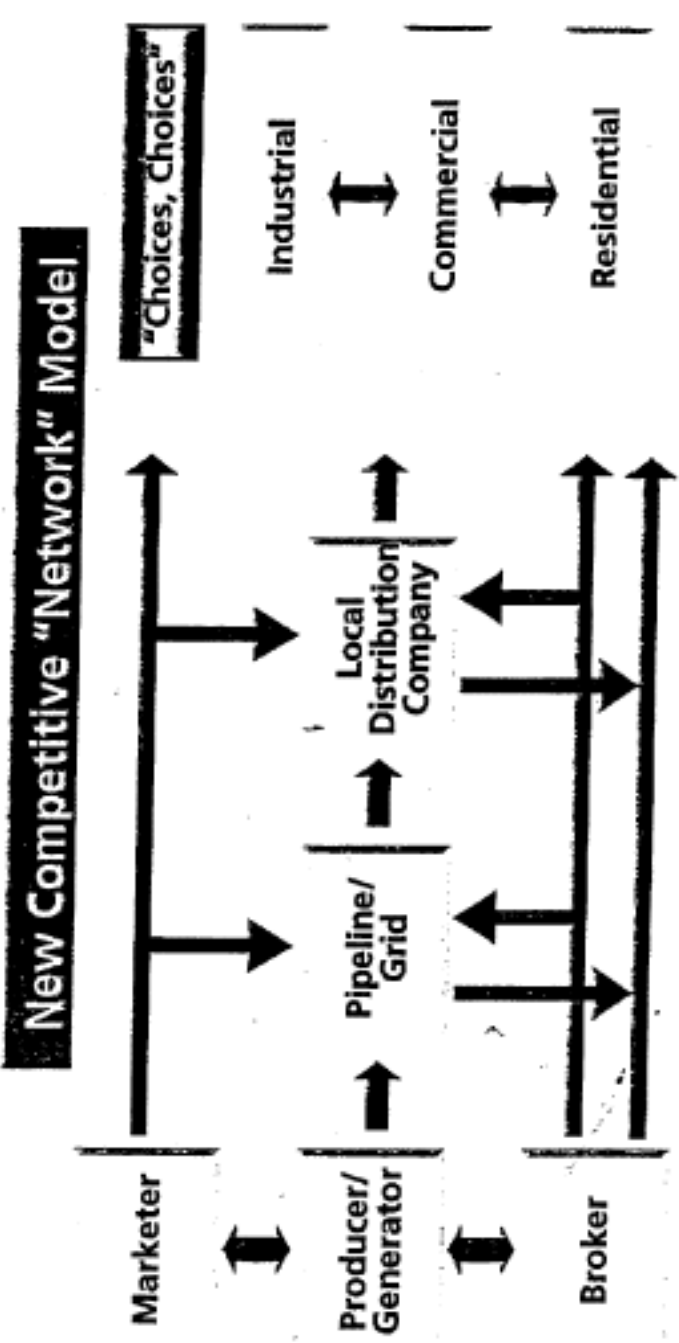 New Competitive "Network" Model
"Choices, Choices"
Marketer
Producer/
Generator
Broker
Pipeline/
Grid
Local
Distribution
Company
Industrial
Commercial
Residential